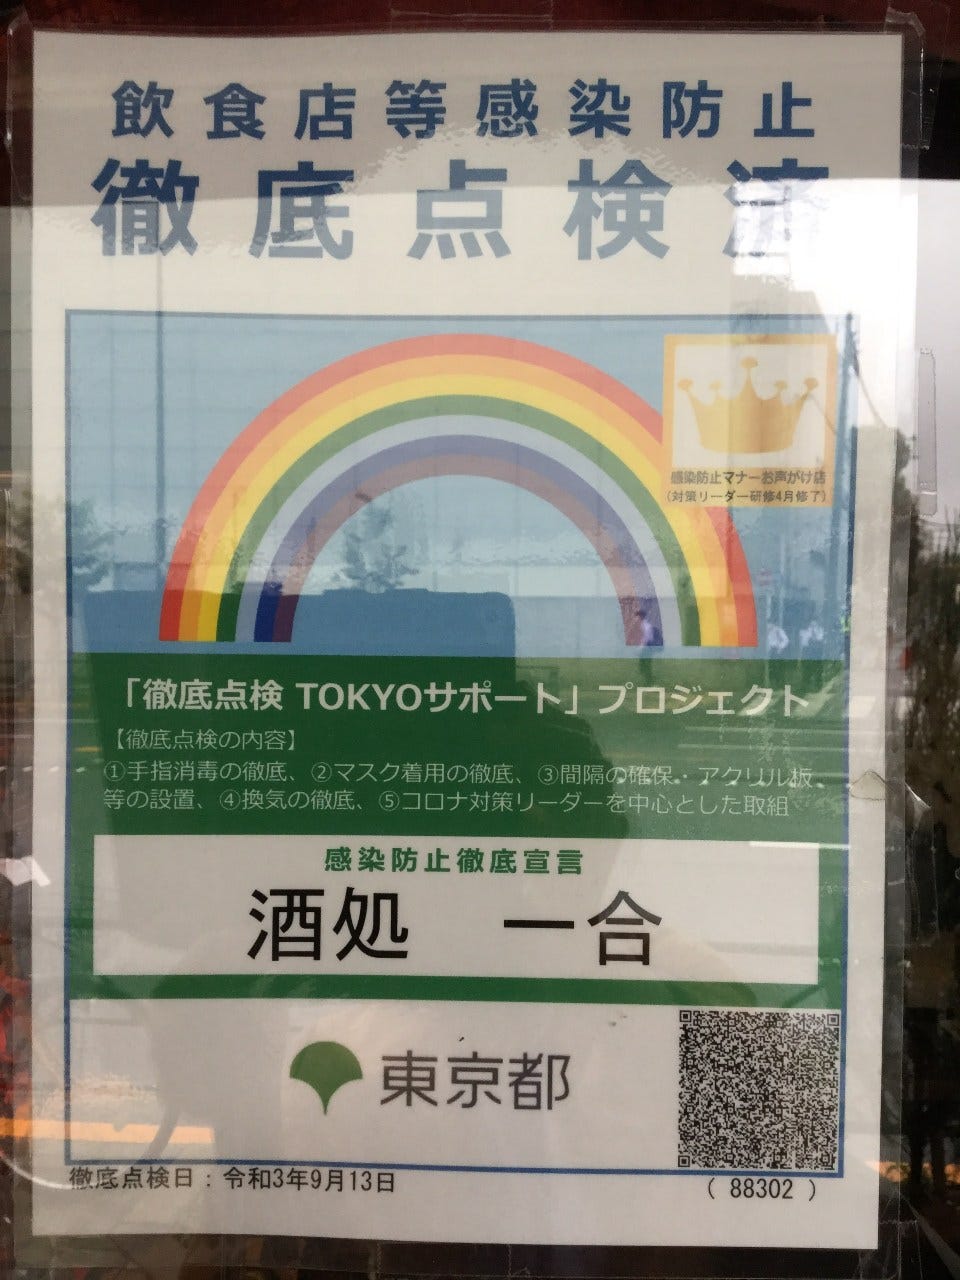 飲食店等感染防止
徹底点検済
感染防止マナーお声がけ店
(対策リーダー研修4月修了)
「徹底点検 TOKYOサポート」プロジェクト
【徹底点検の内容】
①手指消毒の徹底、②マスク着用の徹底、③間隔の確保・アクリル板
等の設置、④換気の徹底、⑤コロナ対策リーダーを中心とした取組
感染防止徹底宣言
酒処　一合
東京都
徹底点検日：令和3年9月13日
( 88302 )